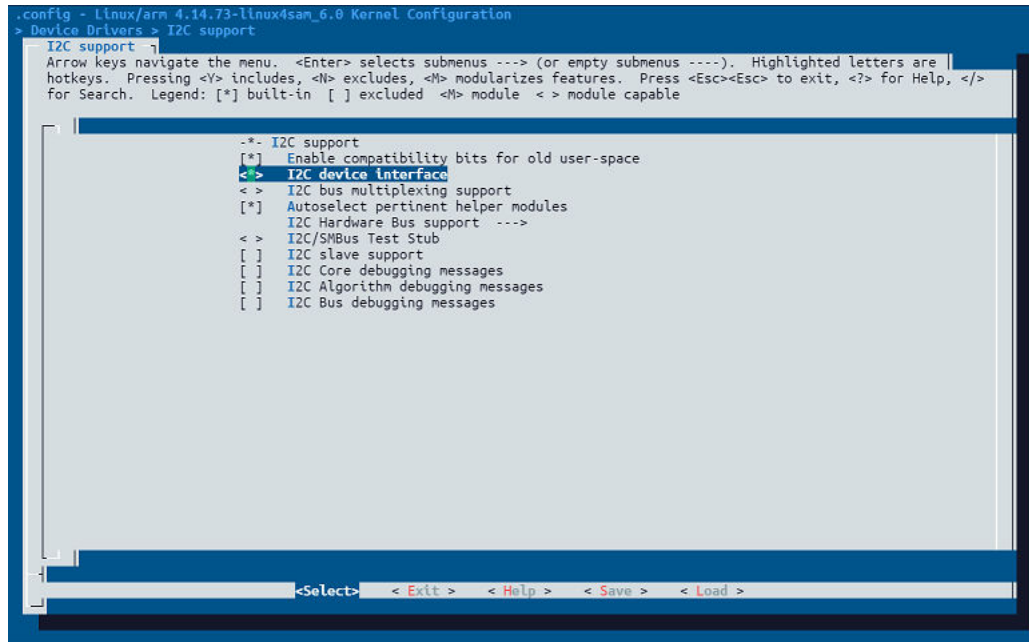 .config - Linux/arm 4.14.73-linux4sam_6.0 Kernel Configuration
> Device Drivers > I2C support
I2C support
Arrow keys navigate the menu.  <Enter> selects submenus ---> (or empty submenus ----).  Highlighted letters are
hotkeys.  Pressing <Y> includes, <N> excludes, <M> modularizes features.  Press <Esc><Esc> to exit, <?> for Help, </>
for Search.  Legend: [*] built-in  [ ] excluded  <M> module  < > module capable
-*- I2C support
[*]   Enable compatibility bits for old user-space
<*>   I2C device interface
< >   I2C bus multiplexing support
[*]   Autoselect pertinent helper modules
I2C Hardware Bus support  --->
< >   I2C/SMBus Test Stub
[ ]   I2C slave support
[ ]   I2C Core debugging messages
[ ]   I2C Algorithm debugging messages
[ ]   I2C Bus debugging messages
<Select>    < Exit >    < Help >    < Save >    < Load >